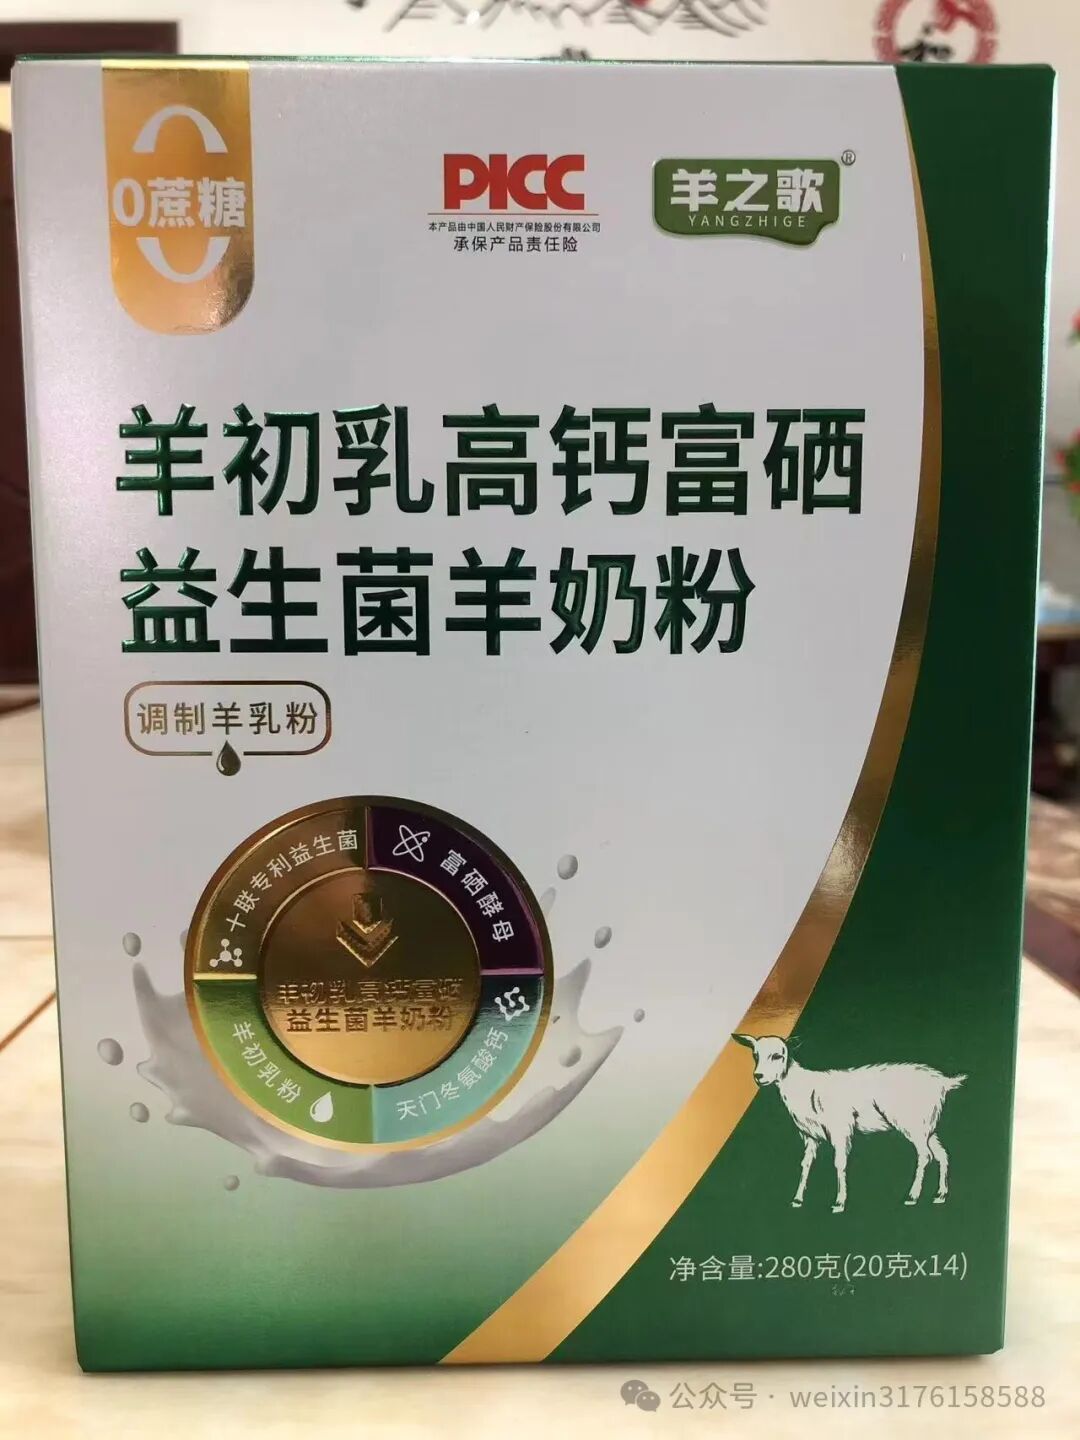 0蔗糖
PICC
本产品由中国人民财产保险股份有限公司
承保产品责任险
羊之歌®
YANGZHIGE
羊初乳高钙富硒
益生菌羊奶粉
调制羊乳粉
十联专利益生菌
富硒酵母
羊初乳高钙富硒
益生菌羊奶粉
羊初乳粉
天门冬氨酸钙
净含量:280克(20克x14)
公众号 · weixin3176158588